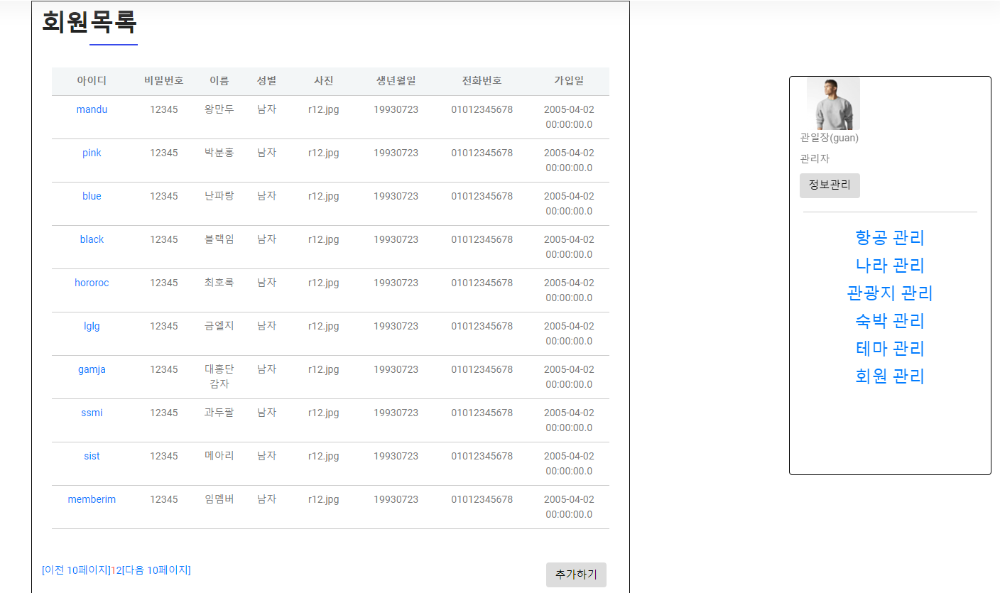 회원목록
아이디 비밀번호 이름 성별 사진 생년월일 전화번호 가입일
mandu 12345 왕만두 남자 r12.jpg 19930723 01012345678 2005-04-02
00:00:00.0
pink 12345 박분홍 남자 r12.jpg 19930723 01012345678 2005-04-02
00:00:00.0
blue 12345 난파랑 남자 r12.jpg 19930723 01012345678 2005-04-02
00:00:00.0
black 12345 블랙임 남자 r12.jpg 19930723 01012345678 2005-04-02
00:00:00.0
hororoc 12345 최호록 남자 r12.jpg 19930723 01012345678 2005-04-02
00:00:00.0
lglg 12345 금엘지 남자 r12.jpg 19930723 01012345678 2005-04-02
00:00:00.0
gamja 12345 대홍단 남자 r12.jpg 19930723 01012345678 2005-04-02
감자 00:00:00.0
ssmi 12345 과두팔 남자 r12.jpg 19930723 01012345678 2005-04-02
00:00:00.0
sist 12345 메아리 남자 r12.jpg 19930723 01012345678 2005-04-02
00:00:00.0
memberim 12345 임멤버 남자 r12.jpg 19930723 01012345678 2005-04-02
00:00:00.0
[이전 10페이지]12[다음 10페이지]
추가하기
관일장(guan)
관리자
정보관리
항공 관리
나라 관리
관광지 관리
숙박 관리
테마 관리
회원 관리